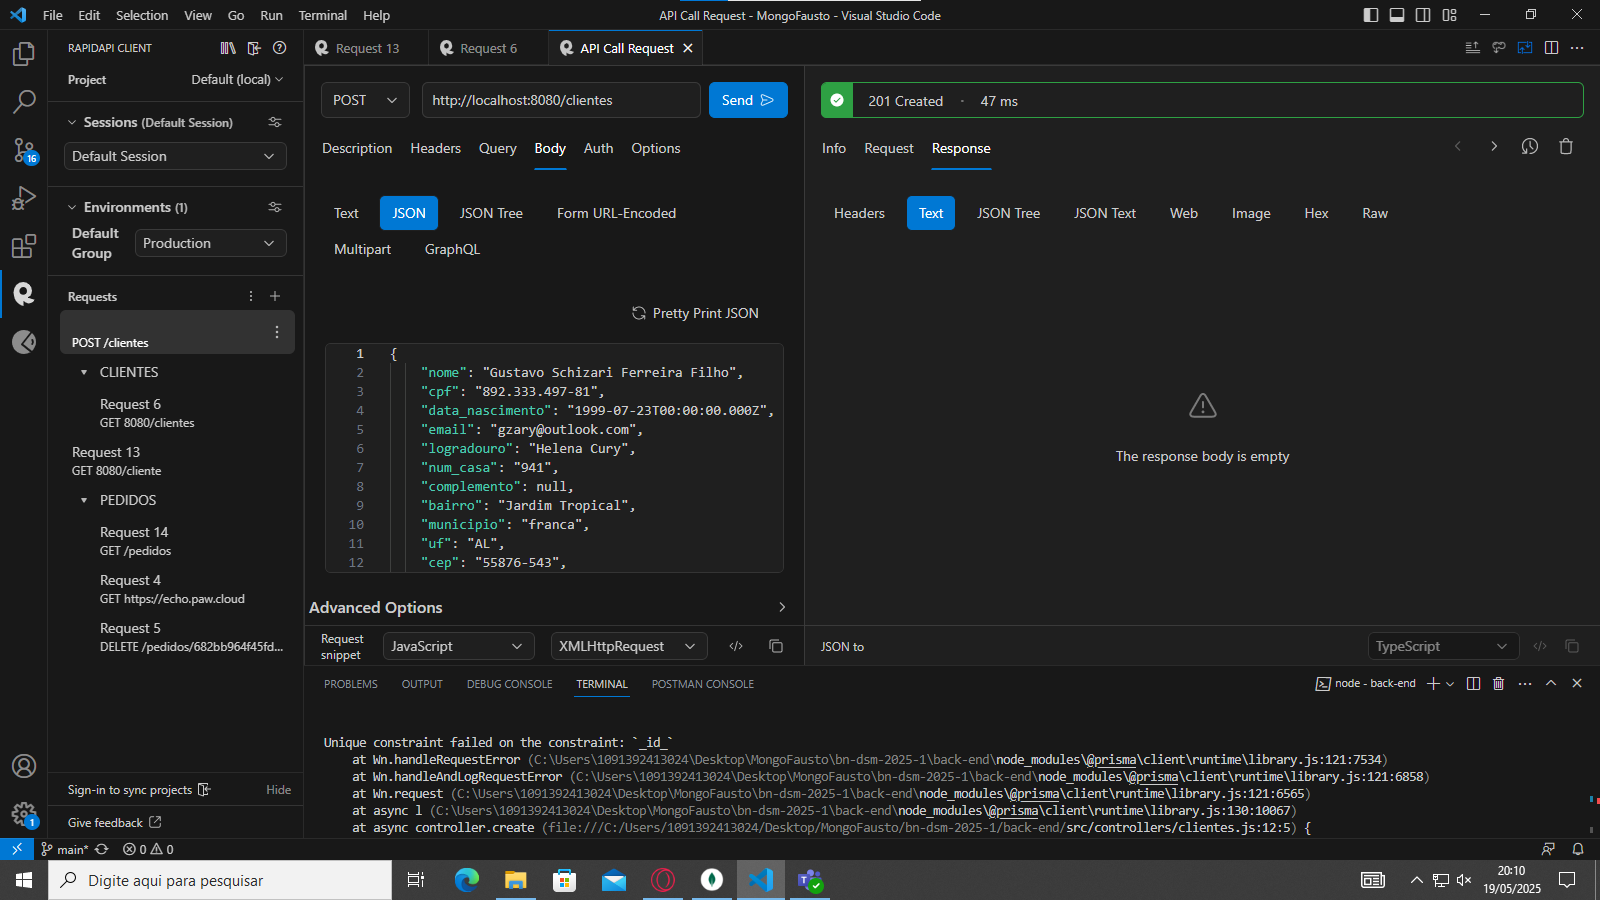 File Edit Selection View Go Run Terminal Help
API Call Request - MongoFausto - Visual Studio Code
RAPIDAPI CLIENT
Project Default (local)
Sessions (Default Session)
Default Session
Environments (1)
Default Group Production
Requests
POST /clientes
CLIENTES
Request 6
GET 8080/clientes
Request 13
GET 8080/cliente
PEDIDOS
Request 14
GET /pedidos
Request 4
GET https://echo.paw.cloud
Request 5
DELETE /pedidos/682bb964f45fd...
Sign-in to sync projects Hide
Give feedback
16
1
Request 13 Request 6 API Call Request
POST http://localhost:8080/clientes Send
Description Headers Query Body Auth Options
Text JSON JSON Tree Form URL-Encoded
Multipart GraphQL
Pretty Print JSON
1 {
2 "nome": "Gustavo Schizari Ferreira Filho",
3 "cpf": "892.333.497-81",
4 "data_nascimento": "1999-07-23T00:00:00.000Z",
5 "email": "gzary@outlook.com",
6 "logradouro": "Helena Cury",
7 "num_casa": "941",
8 "complemento": null,
9 "bairro": "Jardim Tropical",
10 "municipio": "franca",
11 "uf": "AL",
12 "cep": "55876-543",
Advanced Options
Request snippet JavaScript XMLHttpRequest
201 Created · 47 ms
Info Request Response
Headers Text JSON Tree JSON Text Web Image Hex Raw
The response body is empty
JSON to TypeScript
PROBLEMS OUTPUT DEBUG CONSOLE TERMINAL POSTMAN CONSOLE
node - back-end
Unique constraint failed on the constraint: `_id_`
at Wn.handleRequestError (C:\Users\1091392413024\Desktop\MongoFausto\bn-dsm-2025-1\back-end\node_modules\@prisma\client\runtime\library.js:121:7534)
at Wn.handleAndLogRequestError (C:\Users\1091392413024\Desktop\MongoFausto\bn-dsm-2025-1\back-end\node_modules\@prisma\client\runtime\library.js:121:6858)
at Wn.request (C:\Users\1091392413024\Desktop\MongoFausto\bn-dsm-2025-1\back-end\node_modules\@prisma\client\runtime\library.js:121:6565)
at async l (C:\Users\1091392413024\Desktop\MongoFausto\bn-dsm-2025-1\back-end\node_modules\@prisma\client\runtime\library.js:130:10067)
at async controller.create (file:///C:/Users/1091392413024/Desktop/MongoFausto/bn-dsm-2025-1/back-end/src/controllers/clientes.js:12:5) {
main* 0 0
Digite aqui para pesquisar
20:10
19/05/2025